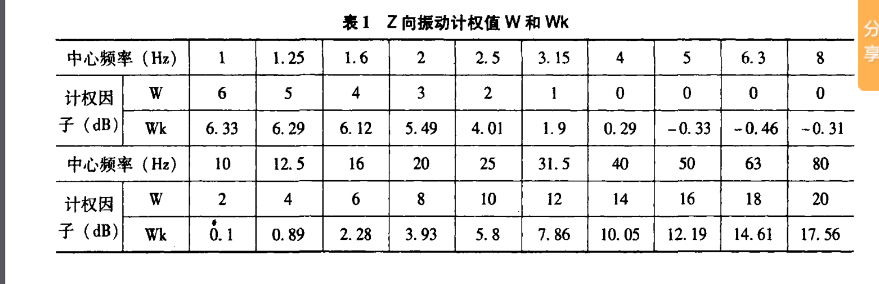 表1 Z向振动计权值W和Wk
中心频率（Hz） 1 1.25 1.6 2 2.5 3.15 4 5 6.3 8
计权因子（dB） W 6 5 4 3 2 1 0 0 0 0
Wk 6.33 6.29 6.12 5.49 4.01 1.9 0.29 -0.33 -0.46 -0.31
中心频率（Hz） 10 12.5 16 20 25 31.5 40 50 63 80
计权因子（dB） W 2 4 6 8 10 12 14 16 18 20
Wk 0.1 0.89 2.28 3.93 5.8 7.86 10.05 12.19 14.61 17.56
分享